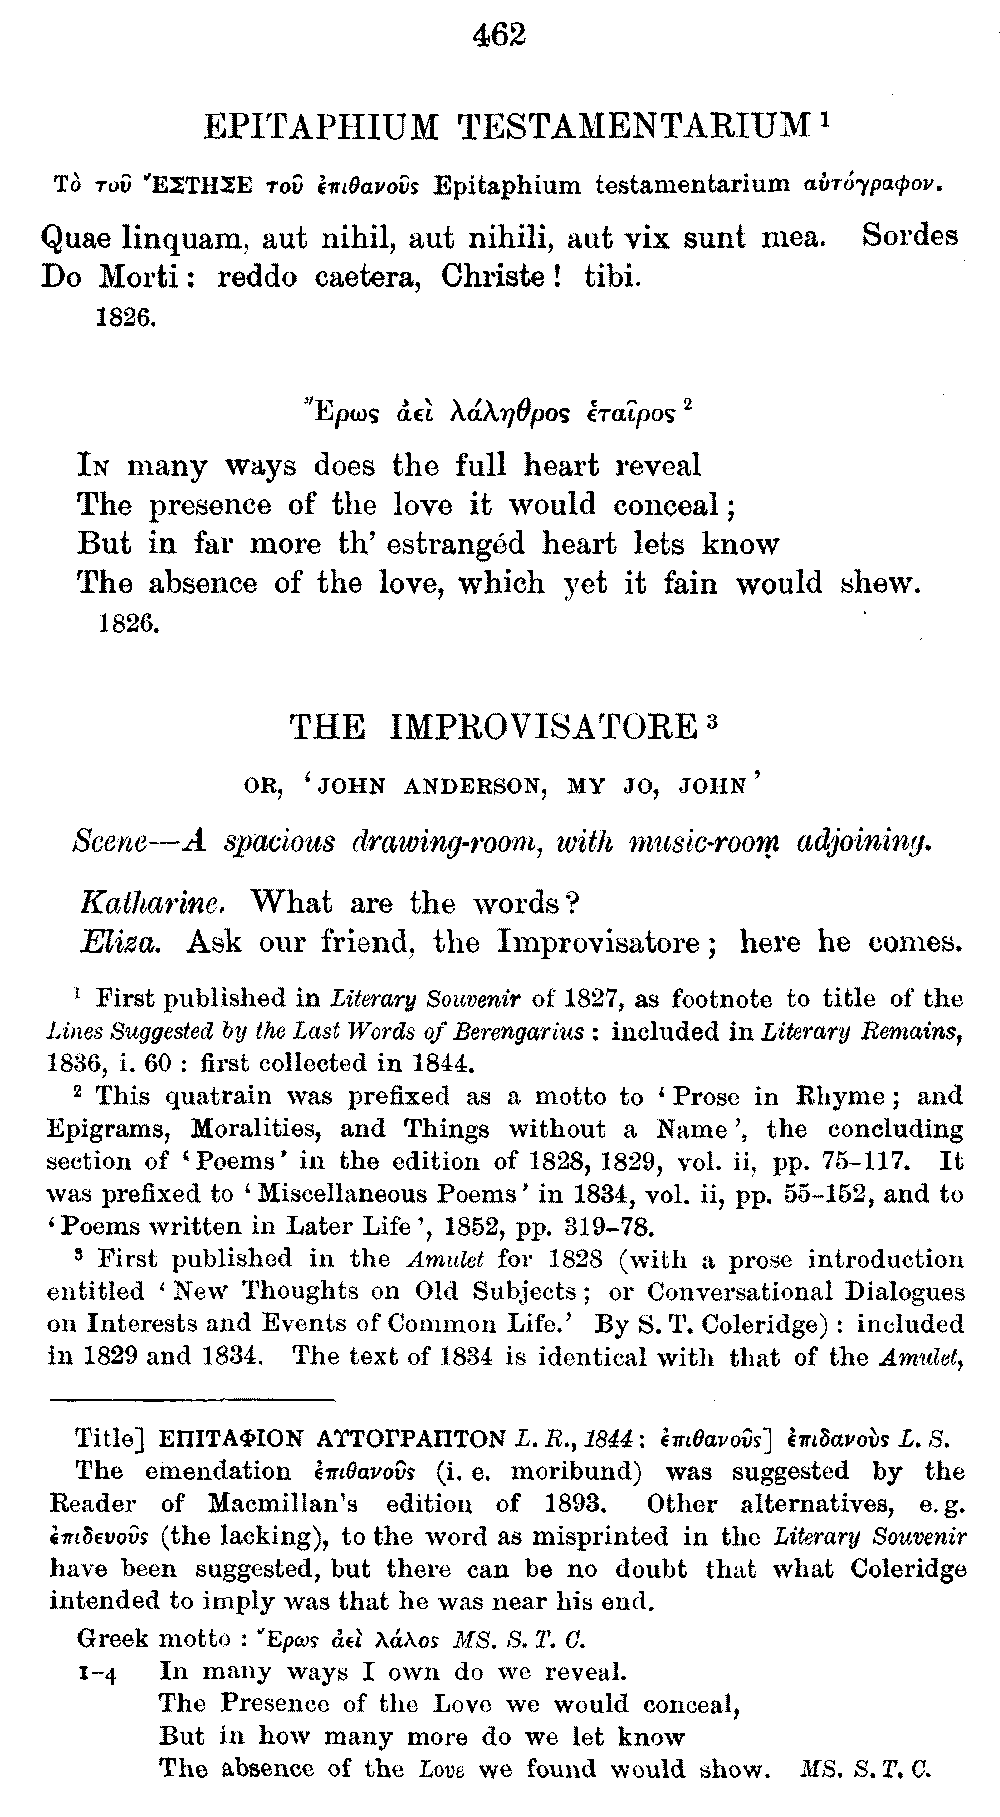 462
EPITAPHIUM TESTAMENTARIUM ¹
Τὸ τοῦ ἝΣΤΗΣΕ τοῦ ἐπιθανοῦς Epitaphium testamentarium αὐτόγραφον.
Quae linquam, aut nihil, aut nihili, aut vix sunt mea. Sordes
Do Morti: reddo caetera, Christe! tibi.
1826.
Ἔρως ἀεὶ λάληθρος ἑταῖρος ²
IN many ways does the full heart reveal
The presence of the love it would conceal;
But in far more th' estrangéd heart lets know
The absence of the love, which yet it fain would shew.
1826.
THE IMPROVISATORE ³
OR, 'JOHN ANDERSON, MY JO, JOHN'
Scene—A spacious drawing-room, with music-room adjoining.
Katharine. What are the words?
Eliza. Ask our friend, the Improvisatore; here he comes.
¹ First published in Literary Souvenir of 1827, as footnote to title of the
Lines Suggested by the Last Words of Berengarius: included in Literary Remains,
1836, i. 60: first collected in 1844.
² This quatrain was prefixed as a motto to 'Prose in Rhyme; and
Epigrams, Moralities, and Things without a Name', the concluding
section of 'Poems' in the edition of 1828, 1829, vol. ii, pp. 75-117. It
was prefixed to 'Miscellaneous Poems' in 1834, vol. ii, pp. 55-152, and to
'Poems written in Later Life', 1852, pp. 319-78.
³ First published in the Amulet for 1828 (with a prose introduction
entitled 'New Thoughts on Old Subjects; or Conversational Dialogues
on Interests and Events of Common Life.' By S. T. Coleridge): included
in 1829 and 1834. The text of 1834 is identical with that of the Amulet,
Title] ΕΠΙΤΑΦΙΟΝ ΑΥΤΟΓΡΑΠΤΟΝ L. R., 1844: ἐπιθανοῦς] ἐπιδανοὺς L. S.
The emendation ἐπιθανοῦς (i. e. moribund) was suggested by the
Reader of Macmillan's edition of 1893. Other alternatives, e. g.
ἐπιδευοῦς (the lacking), to the word as misprinted in the Literary Souvenir
have been suggested, but there can be no doubt that what Coleridge
intended to imply was that he was near his end.
Greek motto: Ἔρως ἀεὶ λάλος MS. S. T. C.
1-4 In many ways I own do we reveal.
The Presence of the Love we would conceal,
But in how many more do we let know
The absence of the Love we found would show. MS. S. T. C.